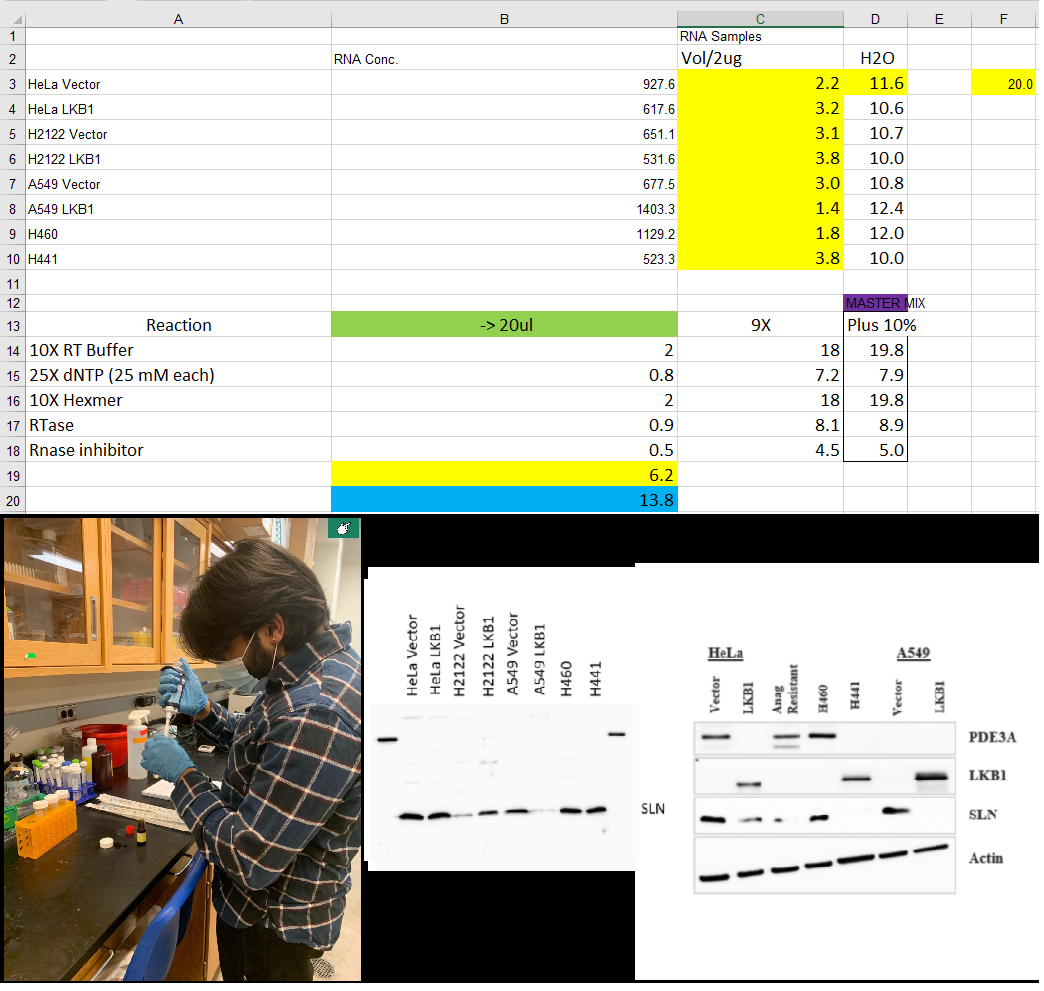 A B C D E F
1 RNA Samples
2 RNA Conc. Vol/2ug H2O
3 HeLa Vector 927.6 2.2 11.6 20.0
4 HeLa LKB1 617.6 3.2 10.6
5 H2122 Vector 651.1 3.1 10.7
6 H2122 LKB1 531.6 3.8 10.0
7 A549 Vector 677.5 3.0 10.8
8 A549 LKB1 1403.3 1.4 12.4
9 H460 1129.2 1.8 12.0
10 H441 523.3 3.8 10.0
11
12 MASTER MIX
13 Reaction -> 20ul 9X Plus 10%
14 10X RT Buffer 2 18 19.8
15 25X dNTP (25 mM each) 0.8 7.2 7.9
16 10X Hexmer 2 18 19.8
17 RTase 0.9 8.1 8.9
18 Rnase inhibitor 0.5 4.5 5.0
19 6.2
20 13.8
HeLa Vector
HeLa LKB1
H2122 Vector
H2122 LKB1
A549 Vector
A549 LKB1
H460
H441
SLN
HeLa A549
Vector
LKB1
Anag
Resistant
H460
H441
Vector
LKB1
PDE3A
LKB1
SLN
Actin